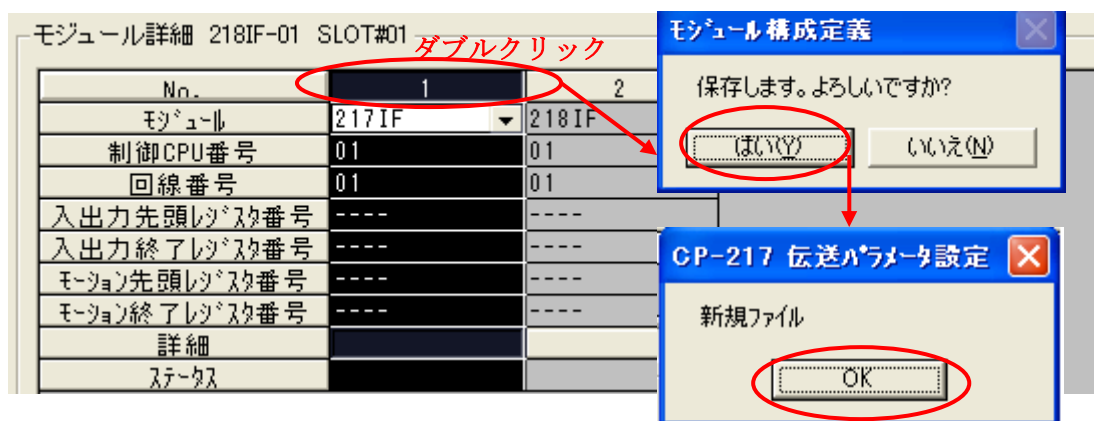 モジュール詳細 218IF-01 SLOT#01
ダブルクリック
No. 1 2
ﾓｼﾞｭｰﾙ 217IF 218IF
制御CPU番号 01 01
回線番号 01 01
入出力先頭ﾚｼﾞｽﾀ番号 ---- ----
入出力終了ﾚｼﾞｽﾀ番号 ---- ----
ﾓｰｼｮﾝ先頭ﾚｼﾞｽﾀ番号 ---- ----
ﾓｰｼｮﾝ終了ﾚｼﾞｽﾀ番号 ---- ----
詳細
ｽﾃｰﾀｽ
ﾓｼﾞｭｰﾙ構成定義
保存します。よろしいですか?
はい(Y) いいえ(N)
CP-217 伝送ﾊﾟﾗﾒｰﾀ設定
新規ﾌｧｲﾙ
OK